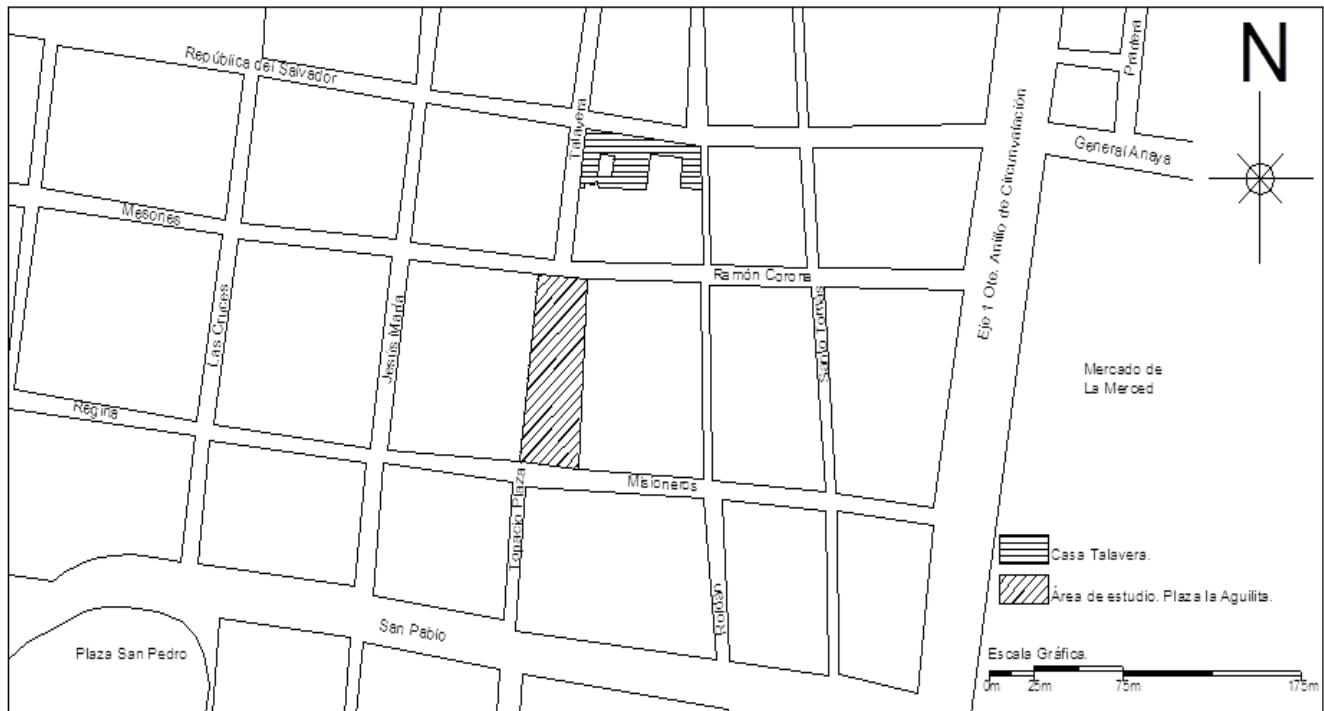 República del Salvador
Talavera
Pradera
N
General Anaya
Mesones
Ramón Corona
Eje 1 Ote. Anillo de Circunvalación
Las Cruces
Jesús María
Santo Tomás
Mercado de
La Merced
Regina
Misioneros
Topacio Plaza
Roldán
San Pablo
Plaza San Pedro
Casa Talavera.
Área de estudio. Plaza la Aguilita.
Escala Gráfica.
0m 25m 75m 175m